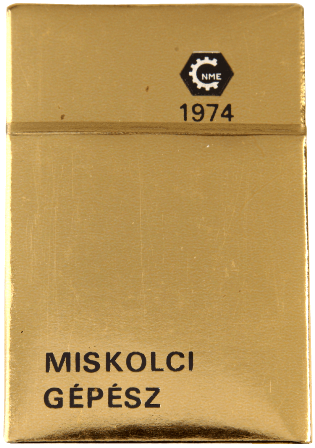 NME
1974
MISKOLCI
GÉPÉSZ